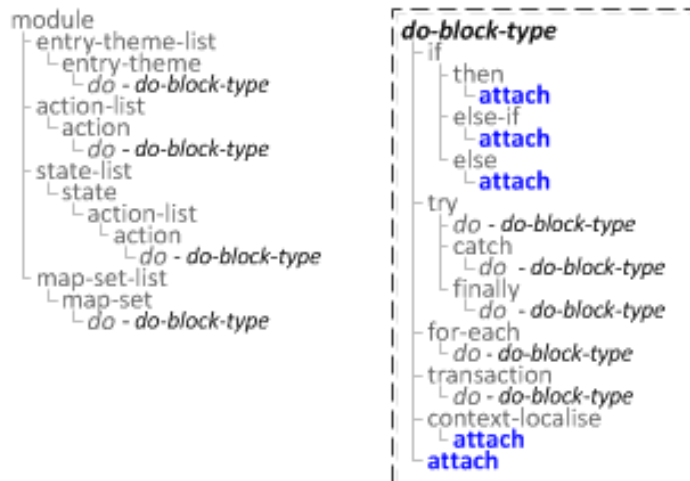 module
entry-theme-list
entry-theme
do - do-block-type
action-list
action
do - do-block-type
state-list
state
action-list
action
do - do-block-type
map-set-list
map-set
do - do-block-type
do-block-type
if
then
attach
else-if
attach
else
attach
try
do - do-block-type
catch
do - do-block-type
finally
do - do-block-type
for-each
do - do-block-type
transaction
do - do-block-type
context-localise
attach
attach